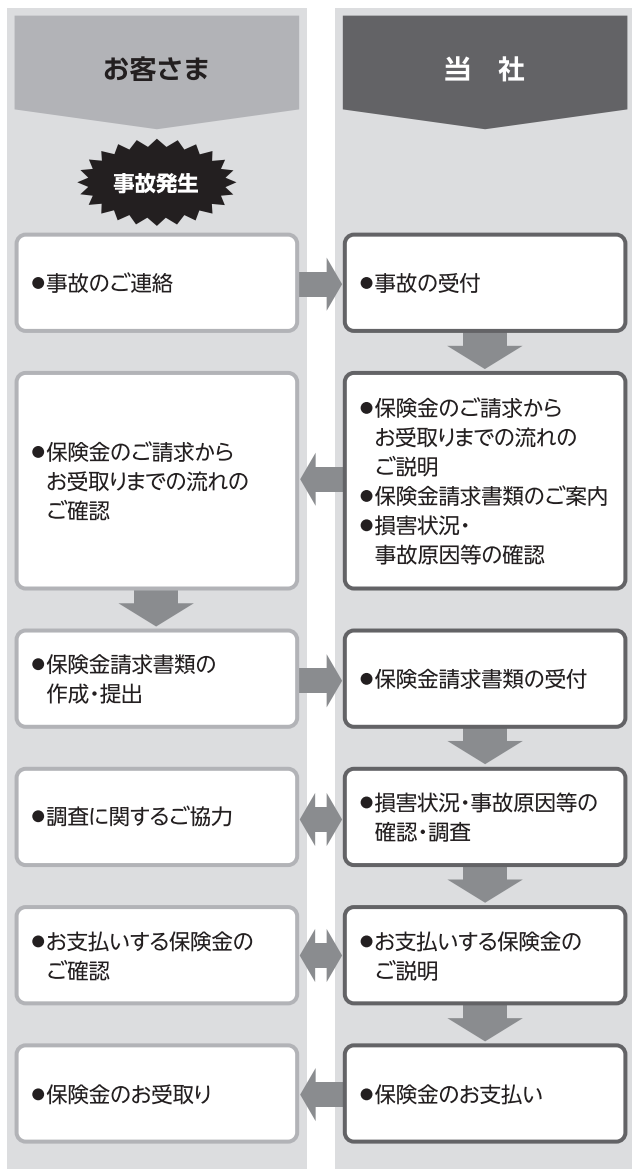 お客さま
当　社
事故発生
●事故のご連絡
●事故の受付
●保険金のご請求から
お受取りまでの流れの
ご説明
●保険金請求書類のご案内
●損害状況・
事故原因等の確認
●保険金のご請求から
お受取りまでの流れの
ご確認
●保険金請求書類の
作成・提出
●保険金請求書類の受付
●調査に関するご協力
●損害状況・事故原因等の
確認・調査
●お支払いする保険金の
ご確認
●お支払いする保険金の
ご説明
●保険金のお受取り
●保険金のお支払い